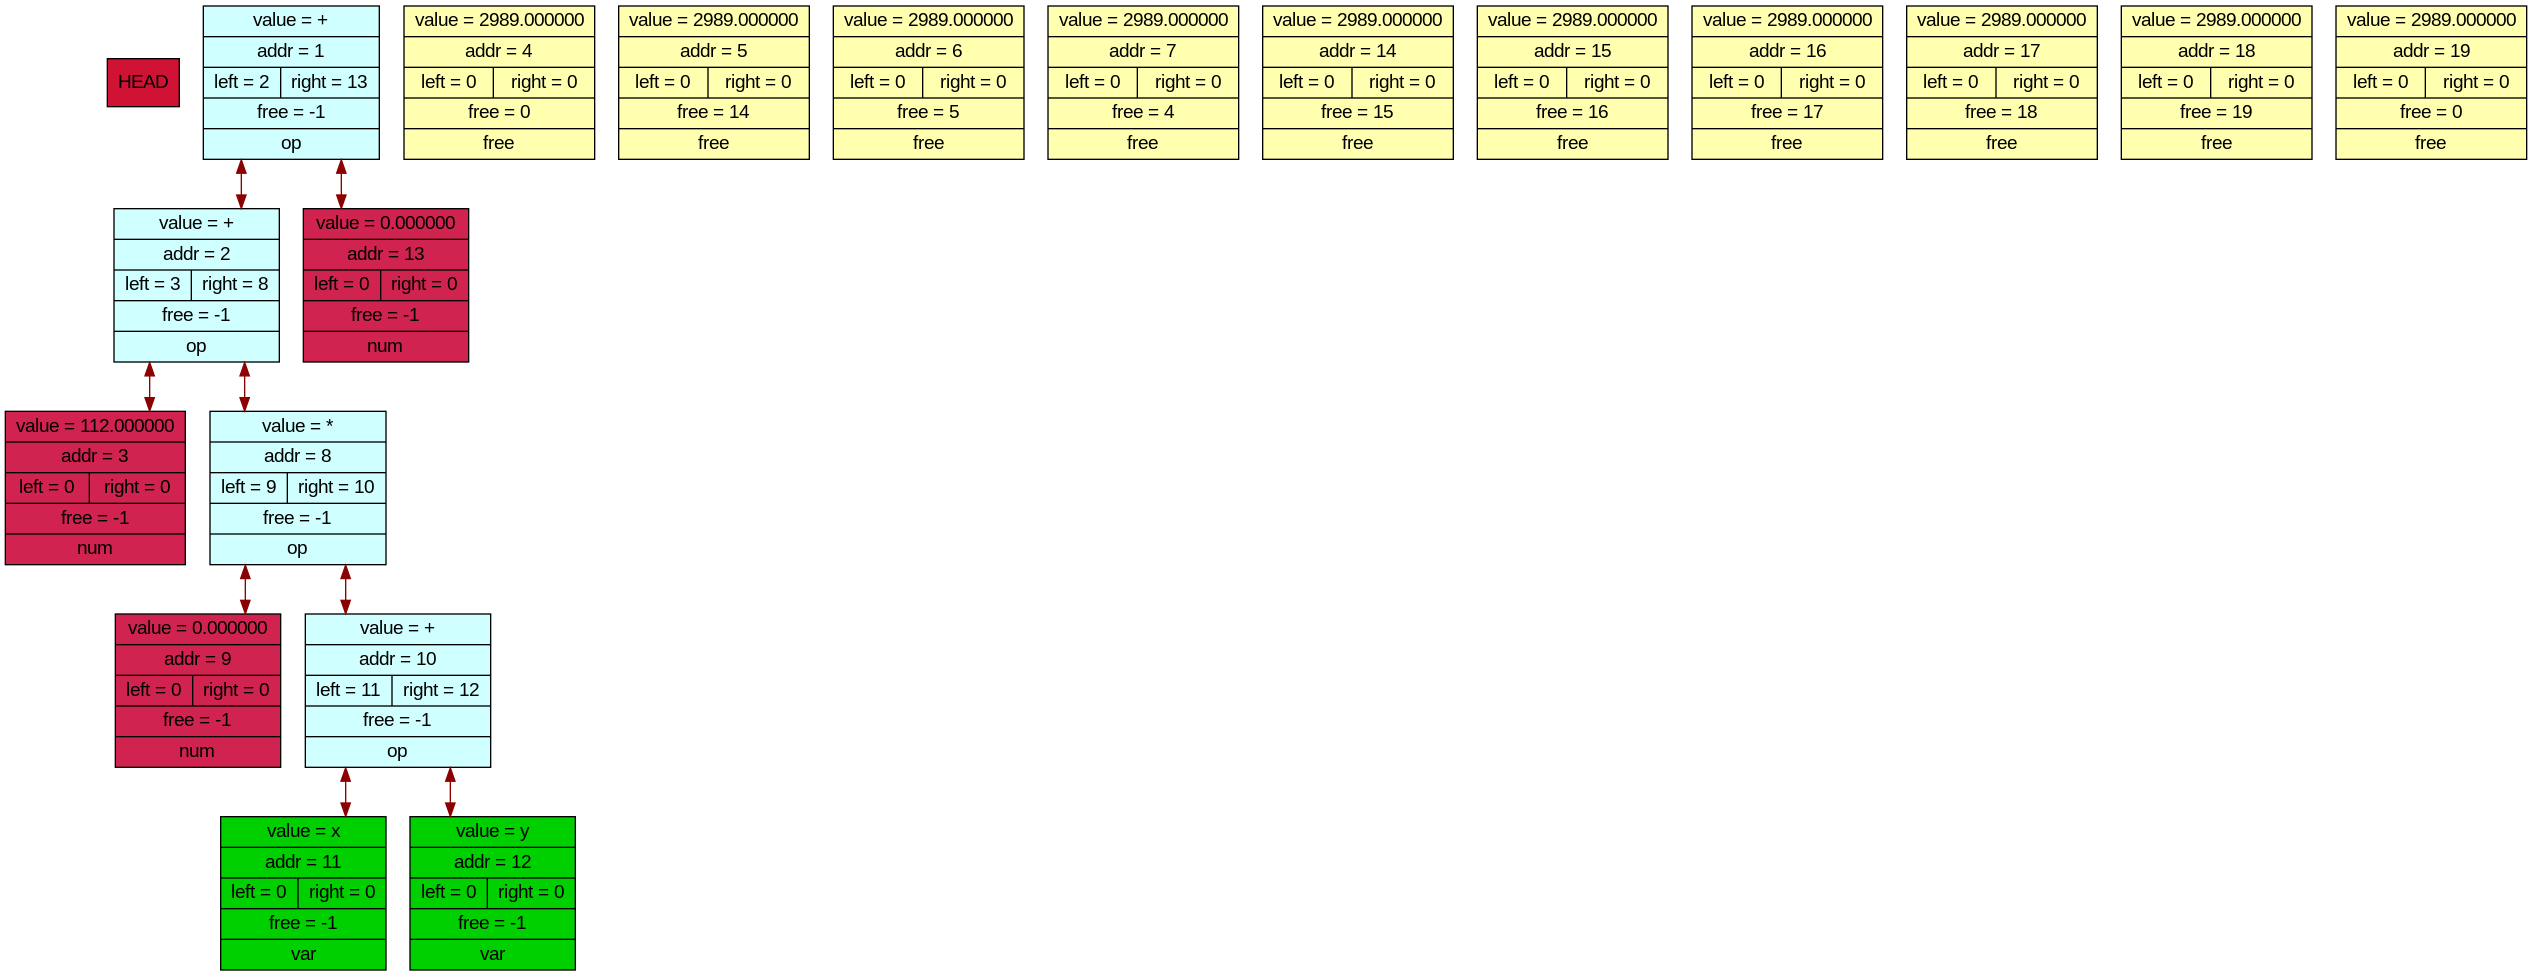 HEAD
value = +
addr = 1
left = 2 right = 13
free = -1
op
value = 2989.000000
addr = 4
left = 0 right = 0
free = 0
free
value = 2989.000000
addr = 5
left = 0 right = 0
free = 14
free
value = 2989.000000
addr = 6
left = 0 right = 0
free = 5
free
value = 2989.000000
addr = 7
left = 0 right = 0
free = 4
free
value = 2989.000000
addr = 14
left = 0 right = 0
free = 15
free
value = 2989.000000
addr = 15
left = 0 right = 0
free = 16
free
value = 2989.000000
addr = 16
left = 0 right = 0
free = 17
free
value = 2989.000000
addr = 17
left = 0 right = 0
free = 18
free
value = 2989.000000
addr = 18
left = 0 right = 0
free = 19
free
value = 2989.000000
addr = 19
left = 0 right = 0
free = 0
free
value = +
addr = 2
left = 3 right = 8
free = -1
op
value = 0.000000
addr = 13
left = 0 right = 0
free = -1
num
value = 112.000000
addr = 3
left = 0 right = 0
free = -1
num
value = *
addr = 8
left = 9 right = 10
free = -1
op
value = 0.000000
addr = 9
left = 0 right = 0
free = -1
num
value = +
addr = 10
left = 11 right = 12
free = -1
op
value = x
addr = 11
left = 0 right = 0
free = -1
var
value = y
addr = 12
left = 0 right = 0
free = -1
var